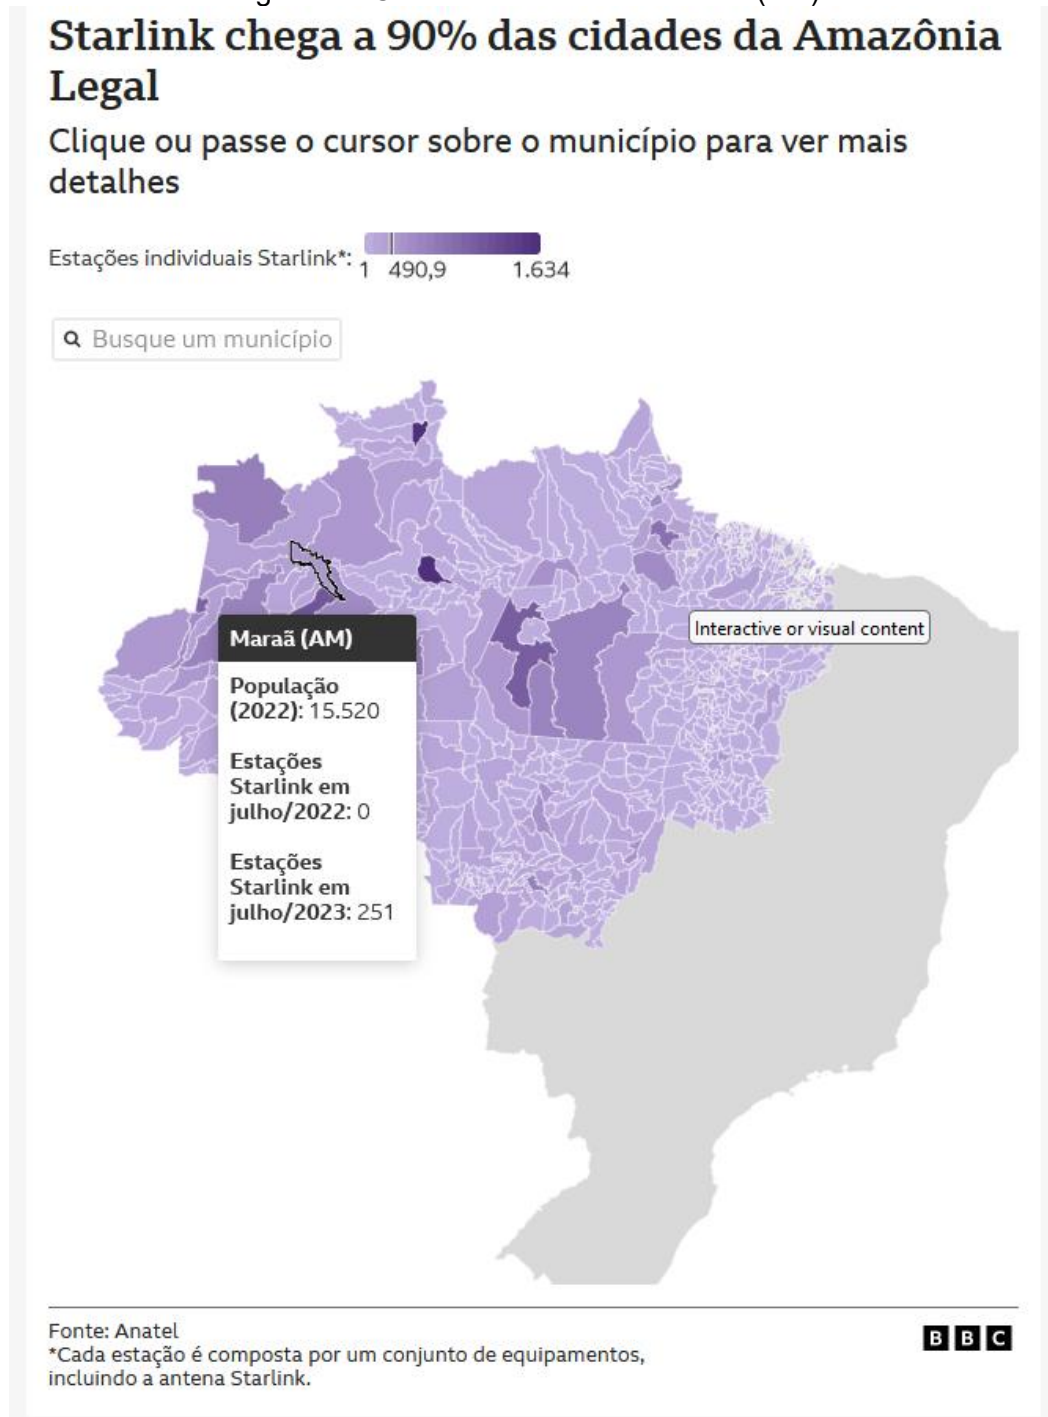 Starlink chega a 90% das cidades da Amazônia
Legal
Clique ou passe o cursor sobre o município para ver mais
detalhes
Estações individuais Starlink*:
1 490,9 1.634
Busque um município
Interactive or visual content
Maraã (AM)
População
(2022): 15.520
Estações
Starlink em
julho/2022: 0
Estações
Starlink em
julho/2023: 251
Fonte: Anatel
*Cada estação é composta por um conjunto de equipamentos,
incluindo a antena Starlink.
BBC